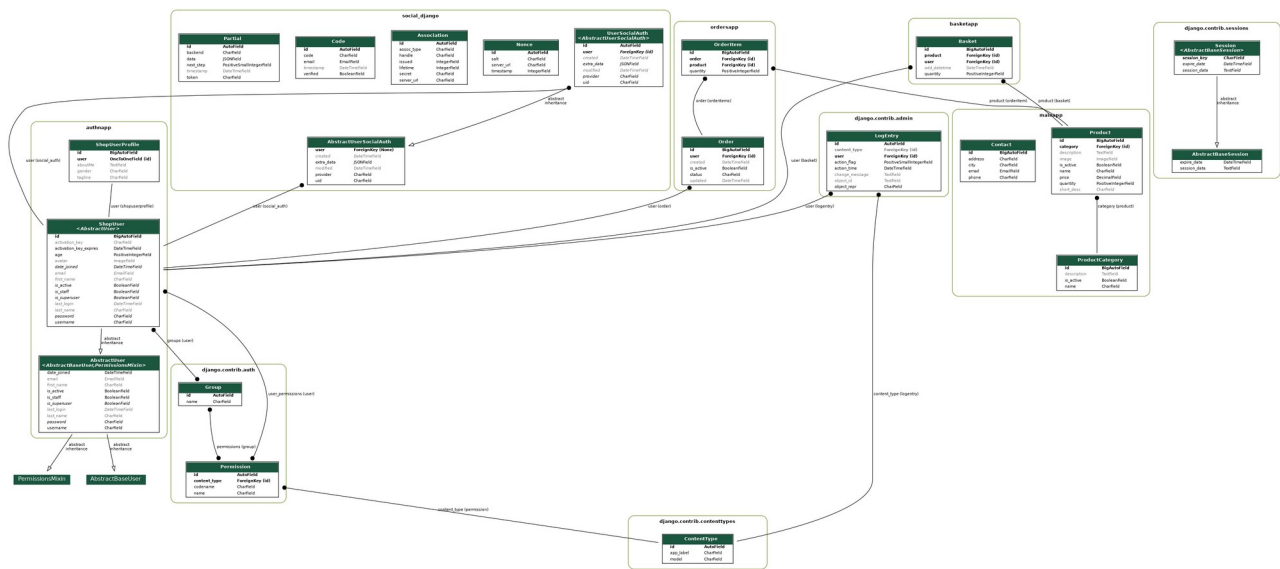 social_django
Partial
id AutoField
backend CharField
data JSONField
next_step PositiveSmallIntegerField
timestamp DateTimeField
token CharField
Code
id AutoField
code CharField
email EmailField
timestamp DateTimeField
verified BooleanField
Association
id AutoField
assoc_type CharField
handle CharField
issued IntegerField
lifetime IntegerField
secret CharField
server_url CharField
Nonce
id AutoField
salt CharField
server_url CharField
timestamp IntegerField
UserSocialAuth
<AbstractUserSocialAuth>
id AutoField
user ForeignKey (id)
created DateTimeField
extra_data JSONField
modified DateTimeField
provider CharField
uid CharField
abstract
inheritance
AbstractUserSocialAuth
user ForeignKey (None)
created DateTimeField
extra_data JSONField
modified DateTimeField
provider CharField
uid CharField
ordersapp
OrderItem
id BigAutoField
order ForeignKey (id)
product ForeignKey (id)
quantity PositiveIntegerField
order (orderitems)
Order
id BigAutoField
user ForeignKey (id)
created DateTimeField
is_active BooleanField
status CharField
updated DateTimeField
basketapp
Basket
id BigAutoField
product ForeignKey (id)
user ForeignKey (id)
add_datetime DateTimeField
quantity PositiveIntegerField
django.contrib.sessions
Session
<AbstractBaseSession>
session_key CharField
expire_date DateTimeField
session_data TextField
abstract
inheritance
AbstractBaseSession
expire_date DateTimeField
session_data TextField
product (orderitem)
product (basket)
mainapp
Contact
id BigAutoField
address CharField
city CharField
email EmailField
phone CharField
Product
id BigAutoField
category ForeignKey (id)
description TextField
image ImageField
is_active BooleanField
name CharField
price DecimalField
quantity PositiveIntegerField
short_desc CharField
category (product)
ProductCategory
id BigAutoField
description TextField
is_active BooleanField
name CharField
django.contrib.admin
LogEntry
id AutoField
content_type ForeignKey (id)
user ForeignKey (id)
action_flag PositiveSmallIntegerField
action_time DateTimeField
change_message TextField
object_id TextField
object_repr CharField
user (basket)
user (logentry)
user (order)
user (social_auth)
user (social_auth)
authnapp
ShopUserProfile
id BigAutoField
user OneToOneField (id)
aboutMe TextField
gender CharField
tagline CharField
user (shopuserprofile)
ShopUser
<AbstractUser>
id BigAutoField
activation_key CharField
activation_key_expires DateTimeField
age PositiveIntegerField
avatar ImageField
date_joined DateTimeField
email EmailField
first_name CharField
is_active BooleanField
is_staff BooleanField
is_superuser BooleanField
last_login DateTimeField
last_name CharField
password CharField
username CharField
abstract
inheritance
AbstractUser
<AbstractBaseUser,PermissionsMixin>
date_joined DateTimeField
email EmailField
first_name CharField
is_active BooleanField
is_staff BooleanField
is_superuser BooleanField
last_login DateTimeField
last_name CharField
password CharField
username CharField
abstract
inheritance
abstract
inheritance
PermissionsMixin
AbstractBaseUser
groups (user)
django.contrib.auth
Group
id AutoField
name CharField
user_permissions (user)
permissions (group)
Permission
id AutoField
content_type ForeignKey (id)
codename CharField
name CharField
content_type (permission)
content_type (logentry)
django.contrib.contenttypes
ContentType
id AutoField
app_label CharField
model CharField